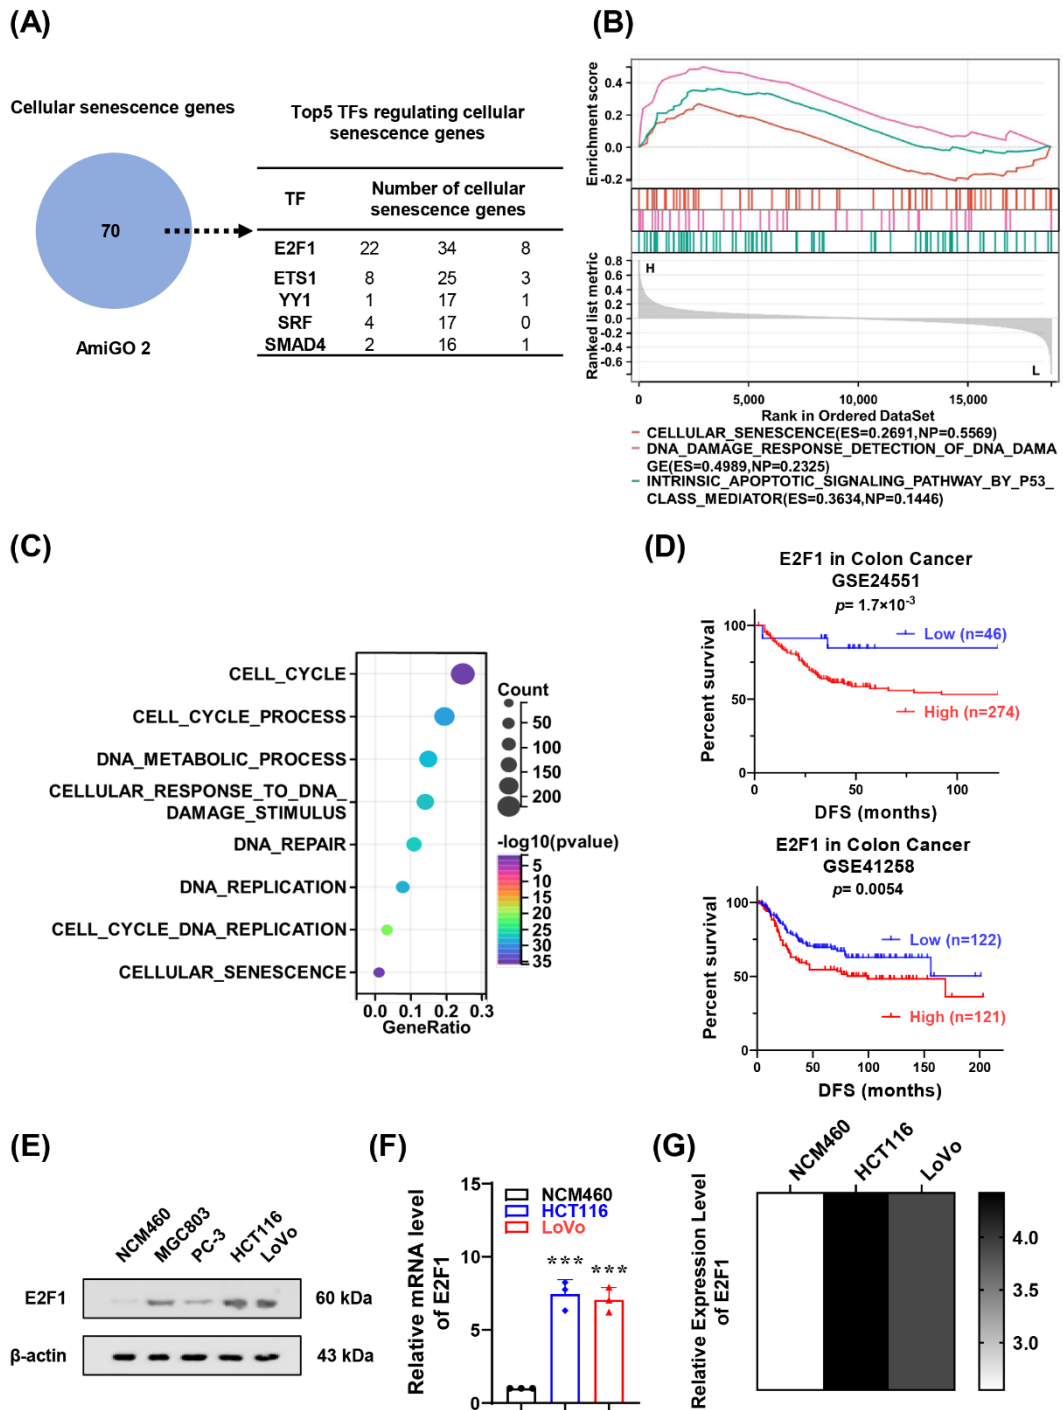 (A)
Cellular senescence genes
70
AmiGO 2
Top5 TFs regulating cellular
senescence genes
TF
Number of cellular
senescence genes
E2F1 22 34 8
ETS1 8 25 3
YY1 1 17 1
SRF 4 17 0
SMAD4 2 16 1
(B)
Enrichment score
0.4
0.2
0.0
-0.2
Ranked list metric
0.8
0.6
0.4
0.2
0.0
-0.2
-0.4
-0.6
H
L
0 5,000 10,000 15,000
Rank in Ordered DataSet
CELLULAR_SENESCENCE(ES=0.2691,NP=0.5569)
DNA_DAMAGE_RESPONSE_DETECTION_OF_DNA_DAMA
GE(ES=0.4989,NP=0.2325)
INTRINSIC_APOPTOTIC_SIGNALING_PATHWAY_BY_P53_
CLASS_MEDIATOR(ES=0.3634,NP=0.1446)
(C)
CELL_CYCLE
CELL_CYCLE_PROCESS
DNA_METABOLIC_PROCESS
CELLULAR_RESPONSE_TO_DNA_
DAMAGE_STIMULUS
DNA_REPAIR
DNA_REPLICATION
CELL_CYCLE_DNA_REPLICATION
CELLULAR_SENESCENCE
0.0 0.1 0.2 0.3
GeneRatio
Count
50
100
150
200
-log10(pvalue)
5
10
15
20
25
30
35
(D)
E2F1 in Colon Cancer
GSE24551
p= 1.7×10-3
Percent survival
100
50
0
Low (n=46)
High (n=274)
0 50 100
DFS (months)
E2F1 in Colon Cancer
GSE41258
p= 0.0054
Percent survival
100
50
0
Low (n=122)
High (n=121)
0 50 100 150 200
DFS (months)
(E)
NCM460
MGC803
PC-3
HCT116
LoVo
E2F1 60 kDa
β-actin 43 kDa
(F)
Relative mRNA level
of E2F1
15
10
5
0
NCM460
HCT116
LoVo
*** ***
(G)
NCM460
HCT116
LoVo
Relative Expression Level
of E2F1
4.0
3.5
3.0